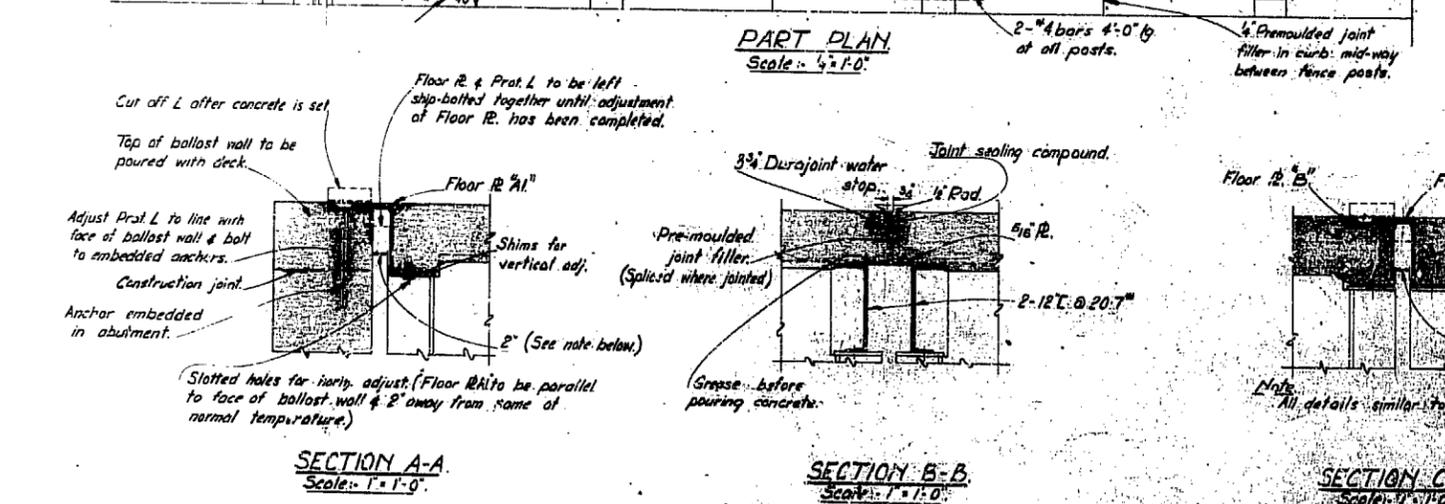 PART PLAN.
Scale:- ¼"=1'-0"
2-#4 bars 4'-0" lg.
at all posts.
¼" Premoulded joint
filler in curb mid-way
between fence posts.
Cut off L after concrete is set.
Floor PL & Prot. L to be left
ship-bolted together until adjustment
of Floor PL. has been completed.
Top of ballast wall to be
poured with deck.
Floor PL "A1."
Adjust Prot. L to line with
face of ballast wall & bolt
to embedded anchors.
Construction joint.
Anchor embedded
in abutment.
Shims for
vertical adj.
2" (See note below.)
Slotted holes for horiz. adjust. (Floor PL "A1" to be parallel
to face of ballast wall & 2" away from same at
normal temperature.)
SECTION A-A.
Scale:- 1"=1'-0".
3¾" Durajoint water
stop.
¾"
½" Rad.
Joint sealing compound.
Pre-moulded
joint filler.
(Spliced where jointed)
5/16" PL.
2-12"[ @ 20.7#
Grease before
pouring concrete.
SECTION B-B
Scale:- 1"=1'-0"
Floor PL. "B"
Note
All details similar to
SECTION C
Scale:- 1"=1'-0